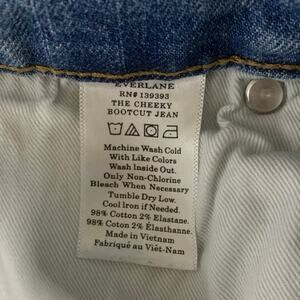 EVERLANE
RN# 139393
THE CHEEKY
BOOTCUT JEAN
Machine Wash Cold
With Like Colors
Wash Inside Out.
Only Non-Chlorine
Bleach When Necessary
Tumble Dry Low.
Cool Iron if Needed.
98% Cotton 2% Elastane.
98% Coton 2% Élasthanne.
Made in Vietnam
Fabriqué au Viêt-Nam